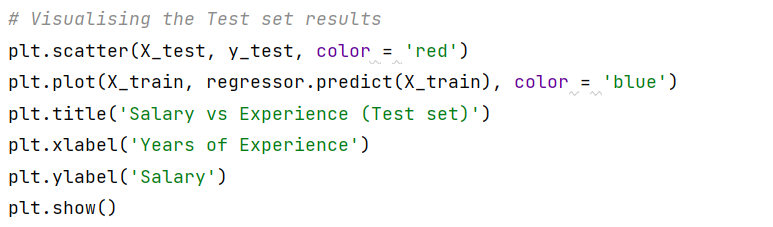 # Visualising the Test set results
plt.scatter(X_test, y_test, color = 'red')
plt.plot(X_train, regressor.predict(X_train), color = 'blue')
plt.title('Salary vs Experience (Test set)')
plt.xlabel('Years of Experience')
plt.ylabel('Salary')
plt.show()